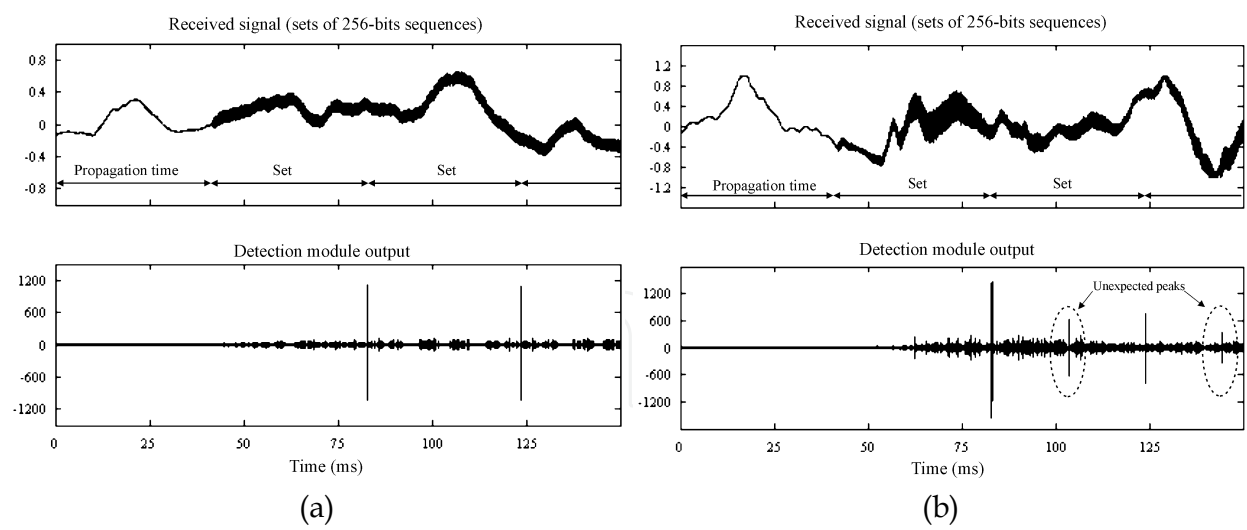 Received signal (sets of 256-bits sequences)
0.8
0.4
0
-0.4
-0.8
Propagation time
Set
Set
Detection module output
1200
600
0
-600
-1200
0
25
50
75
100
125
Time (ms)
(a)
Received signal (sets of 256-bits sequences)
1.2
0.8
0.4
0
-0.4
-0.8
-1.2
Propagation time
Set
Set
Detection module output
1200
600
0
-600
-1200
Unexpected peaks
0
25
50
75
100
125
Time (ms)
(b)